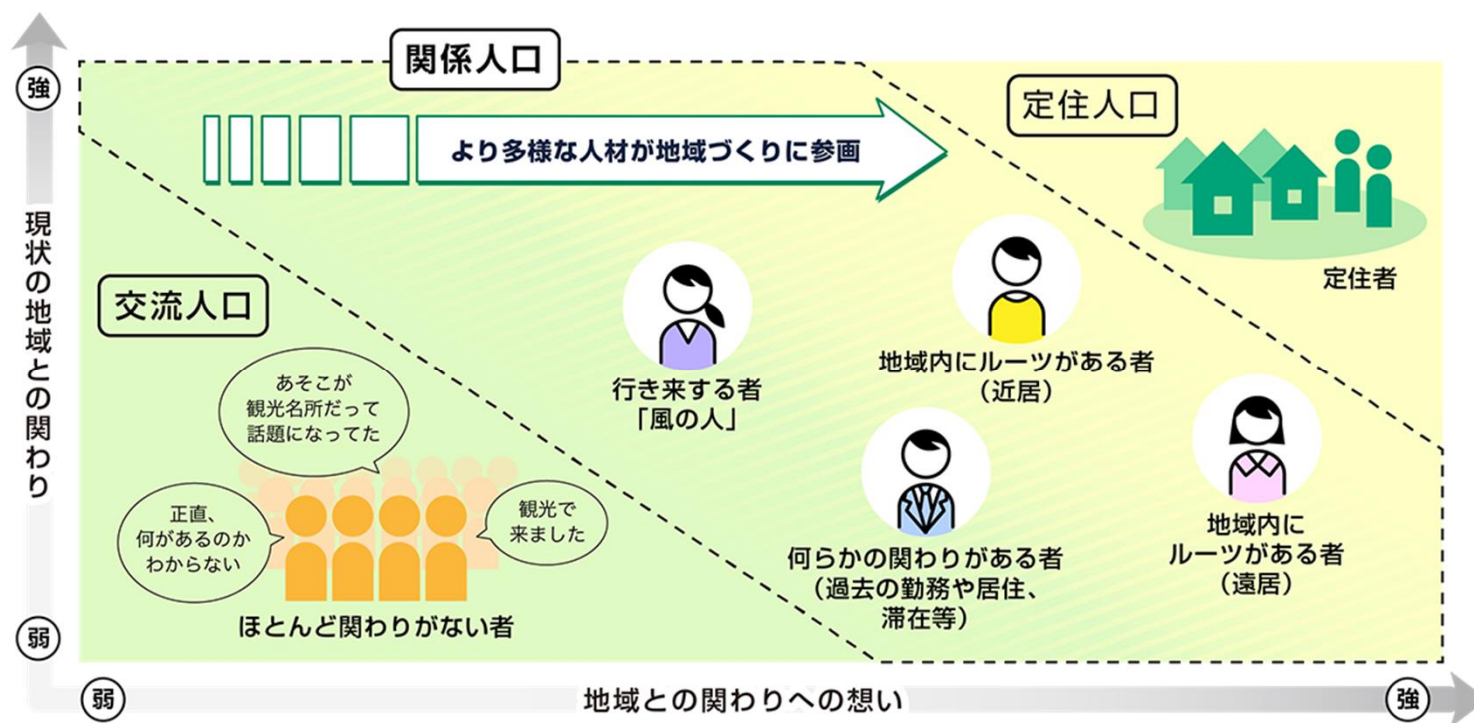 強
関係人口
定住人口
より多様な人材が地域づくりに参画
現状の地域との関わり
定住者
交流人口
行き来する者
「風の人」
地域内にルーツがある者
（近居）
あそこが
観光名所だって
話題になってた
正直、
何があるのか
わからない
観光で
来ました
ほとんど関わりがない者
何らかの関わりがある者
（過去の勤務や居住、
滞在等）
地域内に
ルーツがある者
（遠居）
弱
弱
地域との関わりへの想い
強